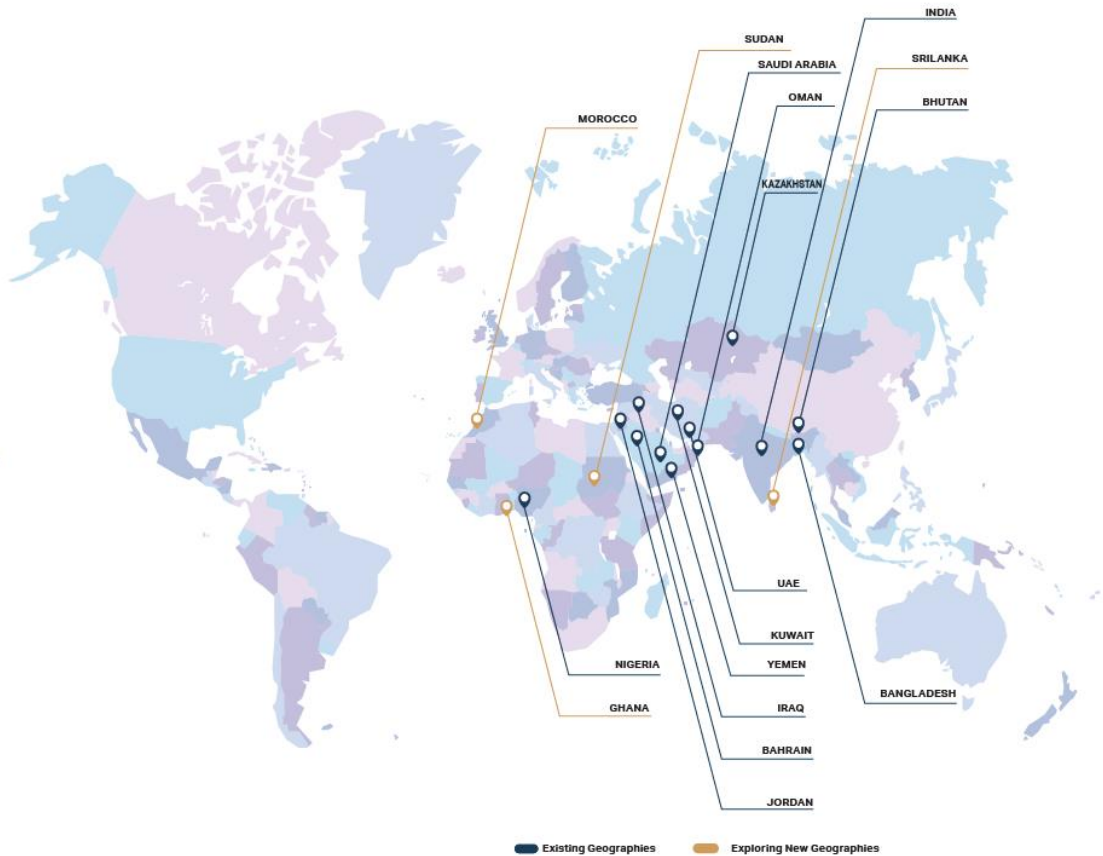 INDIA
SUDAN
SRILANKA
SAUDI ARABIA
OMAN
BHUTAN
MOROCCO
KAZAKHSTAN
UAE
KUWAIT
NIGERIA
YEMEN
BANGLADESH
GHANA
IRAQ
BAHRAIN
JORDAN
Existing Geographies
Exploring New Geographies